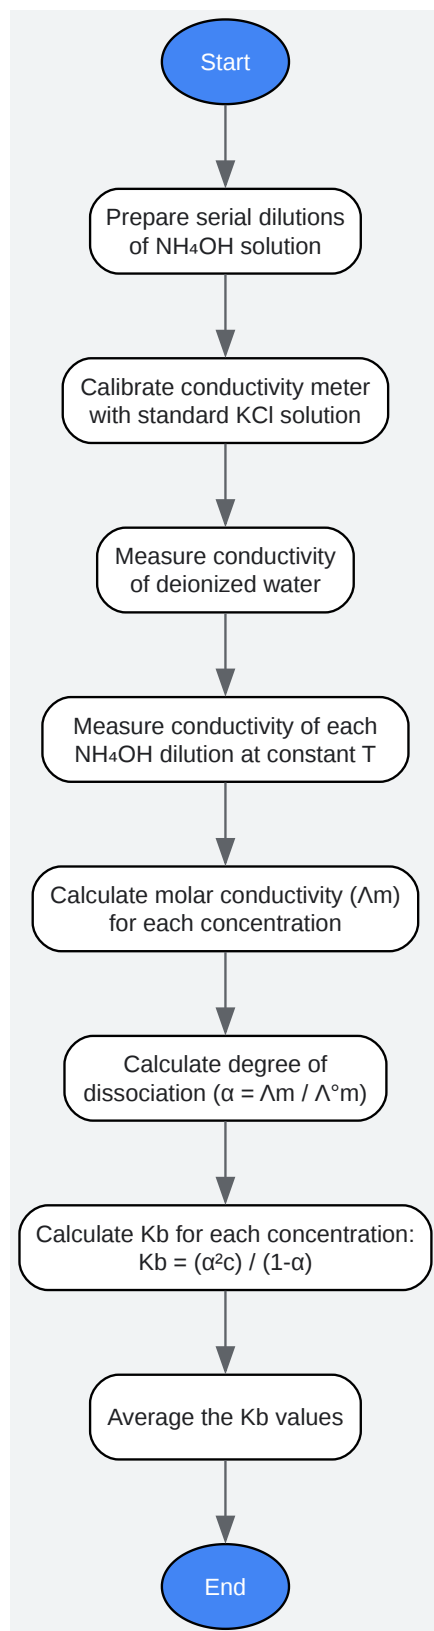 Start
Prepare serial dilutions
of NH₄OH solution
Calibrate conductivity meter
with standard KCl solution
Measure conductivity
of deionized water
Measure conductivity of each
NH₄OH dilution at constant T
Calculate molar conductivity (Λm)
for each concentration
Calculate degree of
dissociation (α = Λm / Λ°m)
Calculate Kb for each concentration:
Kb = (α²c) / (1-α)
Average the Kb values
End